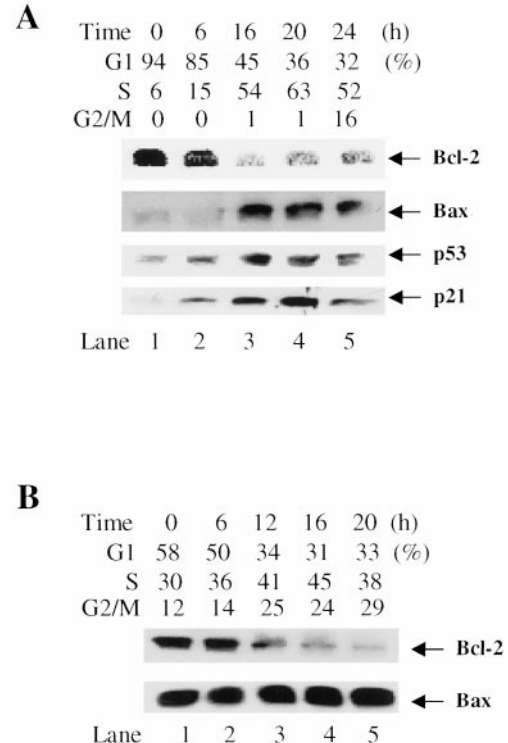 A
Time 0 6 16 20 24 (h)
G1 94 85 45 36 32 (%)
S 6 15 54 63 52
G2/M 0 0 1 1 16
Bcl-2
Bax
p53
p21
Lane 1 2 3 4 5
B
Time 0 6 12 16 20 (h)
G1 58 50 34 31 33 (%)
S 30 36 41 45 38
G2/M 12 14 25 24 29
Bcl-2
Bax
Lane 1 2 3 4 5